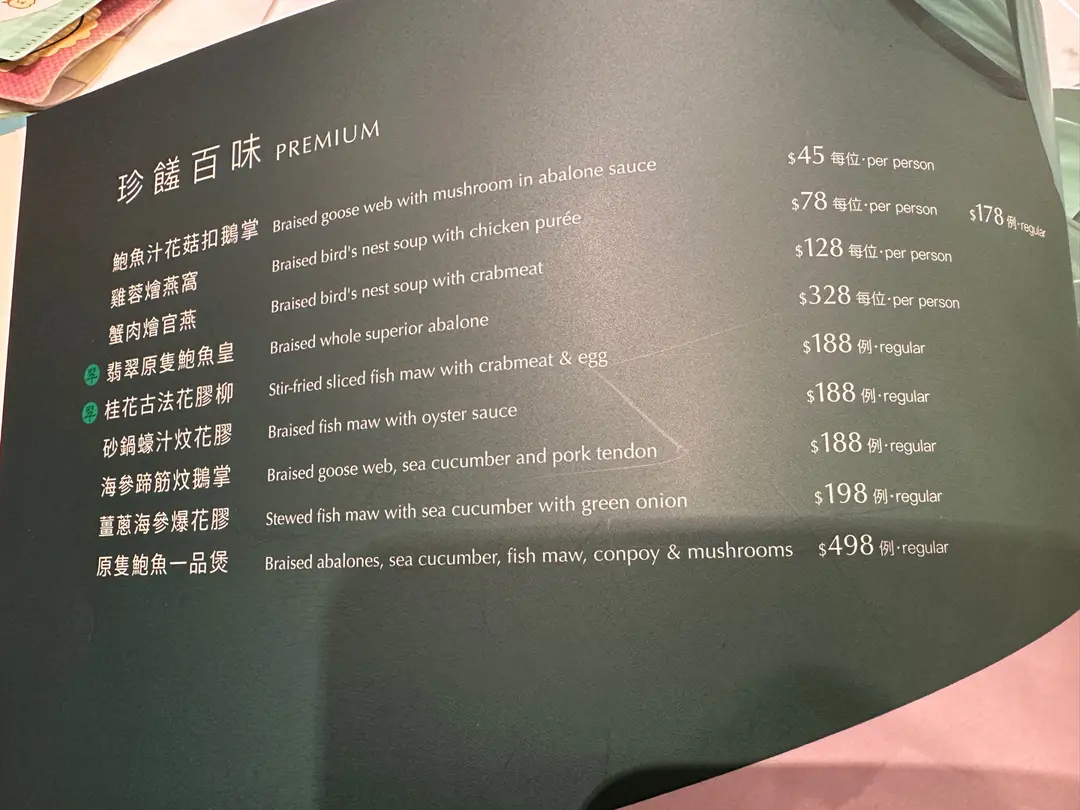 珍饈百味 PREMIUM
鮑魚汁花菇扣鵝掌 Braised goose web with mushroom in abalone sauce $45 每位·per person
雞蓉燴燕窩 Braised bird's nest soup with chicken purée $78 每位·per person $178 例·regular
蟹肉燴官燕 Braised bird's nest soup with crabmeat $128 每位·per person
翠 翡翠原隻鮑魚皇 Braised whole superior abalone $328 每位·per person
翠 桂花古法花膠柳 Stir-fried sliced fish maw with crabmeat & egg $188 例·regular
砂鍋蠔汁炆花膠 Braised fish maw with oyster sauce $188 例·regular
海參蹄筋炆鵝掌 Braised goose web, sea cucumber and pork tendon $188 例·regular
薑蔥海參爆花膠 Stewed fish maw with sea cucumber with green onion $198 例·regular
原隻鮑魚一品煲 Braised abalones, sea cucumber, fish maw, conpoy & mushrooms $498 例·regular